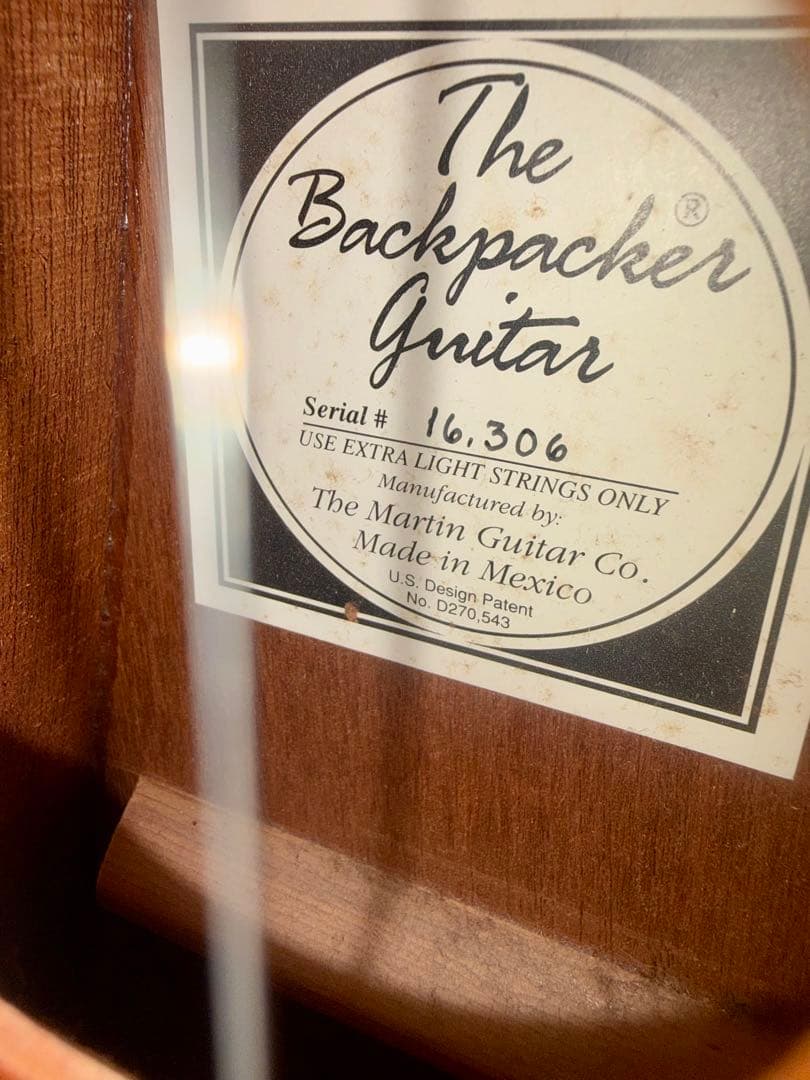 The
Backpacker®
Guitar
Serial # 16,306
USE EXTRA LIGHT STRINGS ONLY
Manufactured by:
The Martin Guitar Co.
Made in Mexico
U.S. Design Patent
No. D270,543